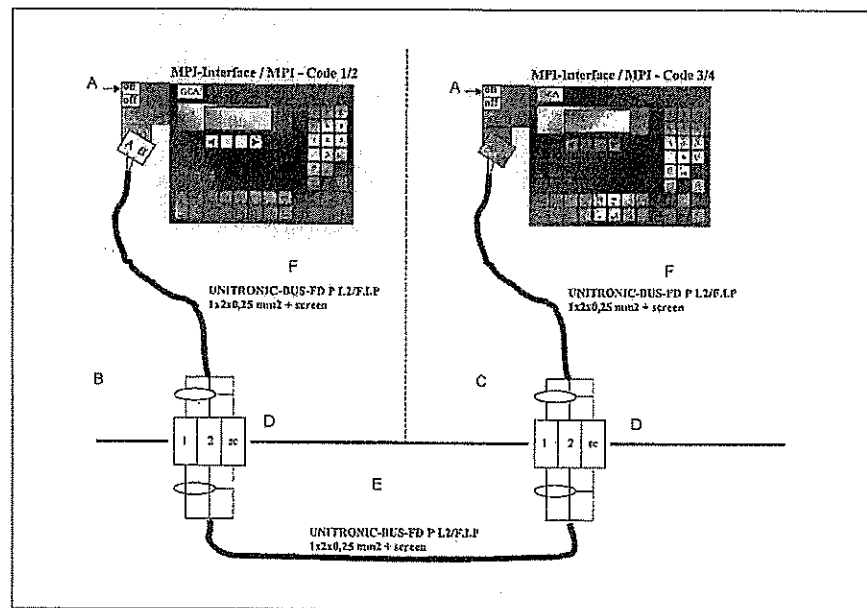 MPI-Interface / MPI - Code 1/2
A
on
off
GEA
A B
F
UNITRONIC-BUS-FD P L2/F.I.P
1x2x0,25 mm2 + screen
B
D
1 2 sc
MPI-Interface / MPI - Code 3/4
A
on
off
GEA
F
UNITRONIC-BUS-FD P L2/F.I.P
1x2x0,25 mm2 + screen
C
D
1 2 sc
E
UNITRONIC-BUS-FD P L2/F.I.P
1x2x0,25 mm2 + screen